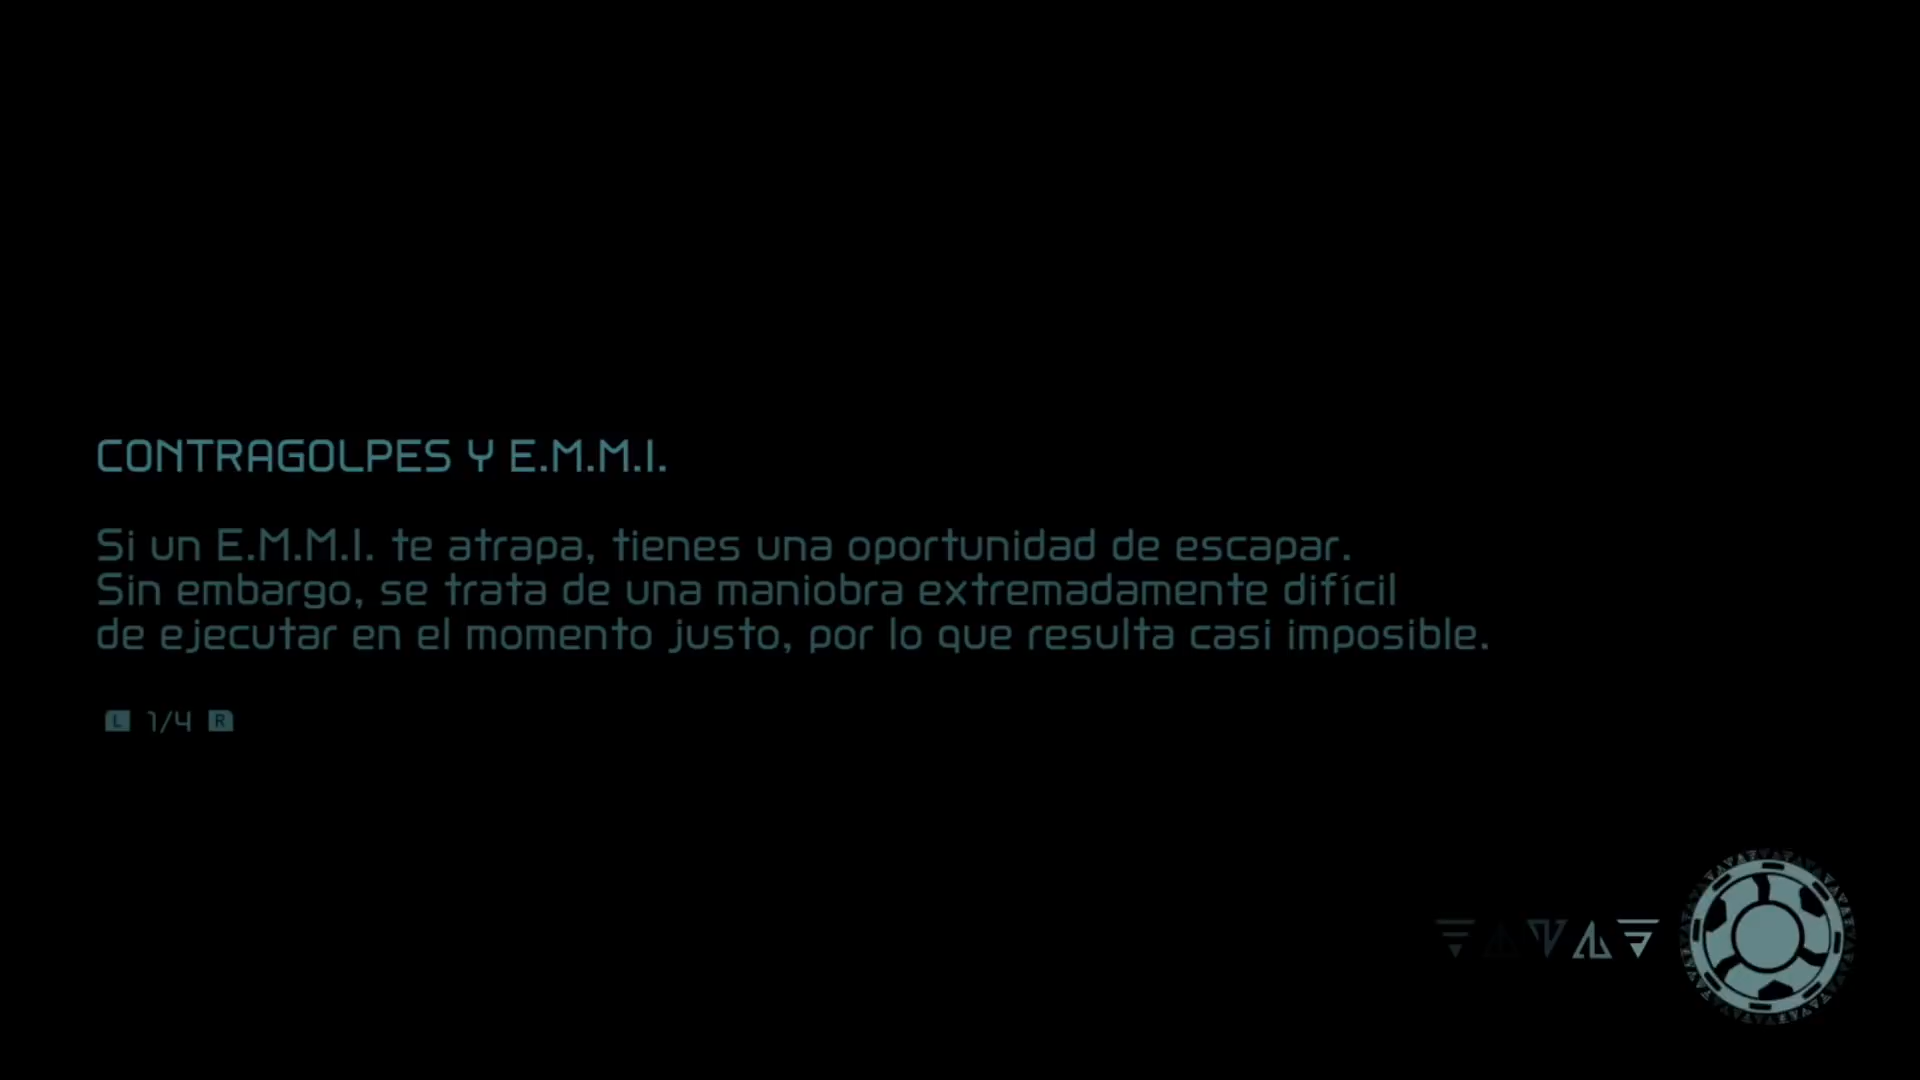 CONTRAGOLPES Y E.M.M.I.
Si un E.M.M.I. te atrapa, tienes una oportunidad de escapar.
Sin embargo, se trata de una maniobra extremadamente difícil
de ejecutar en el momento justo, por lo que resulta casi imposible.
L 1/4 R